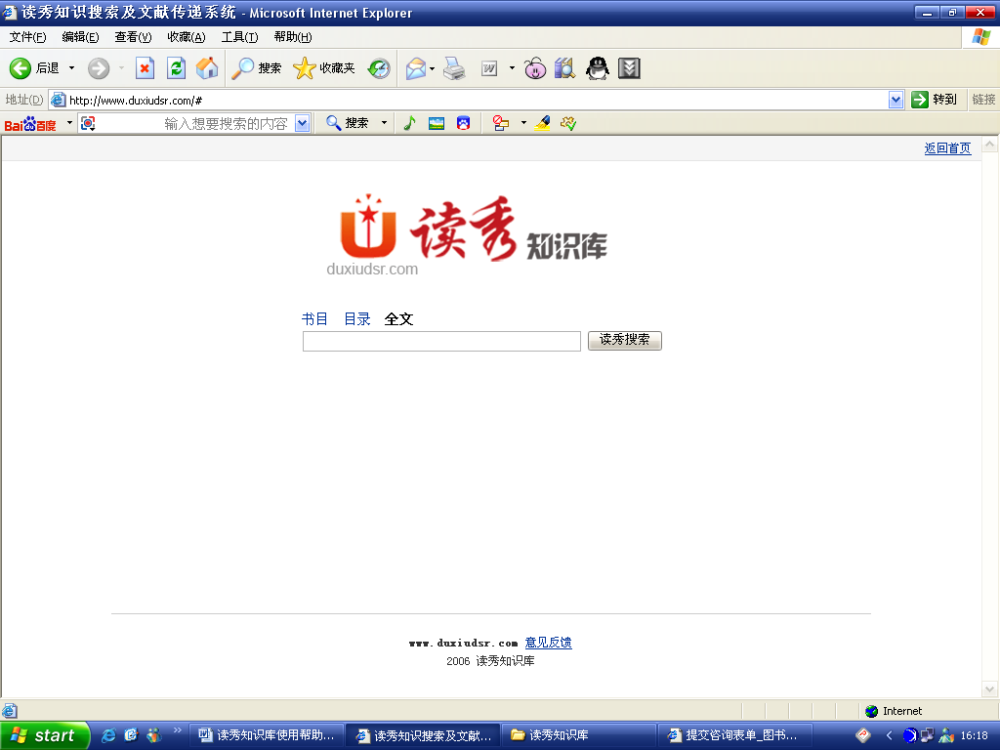 读秀知识搜索及文献传递系统 - Microsoft Internet Explorer
文件(F) 编辑(E) 查看(V) 收藏(A) 工具(T) 帮助(H)
后退 搜索 收藏夹 W
地址(D) http://www.duxiudsr.com/# 转到 链接
Bai百度 输入想要搜索的内容 搜索
返回首页
读秀 知识库
duxiudsr.com
书目 目录 全文
读秀搜索
www.duxiudsr.com 意见反馈
2006 读秀知识库
Internet
start 读秀知识库使用帮助... 读秀知识搜索及文献... 读秀知识库 提交咨询表单_图书... 16:18